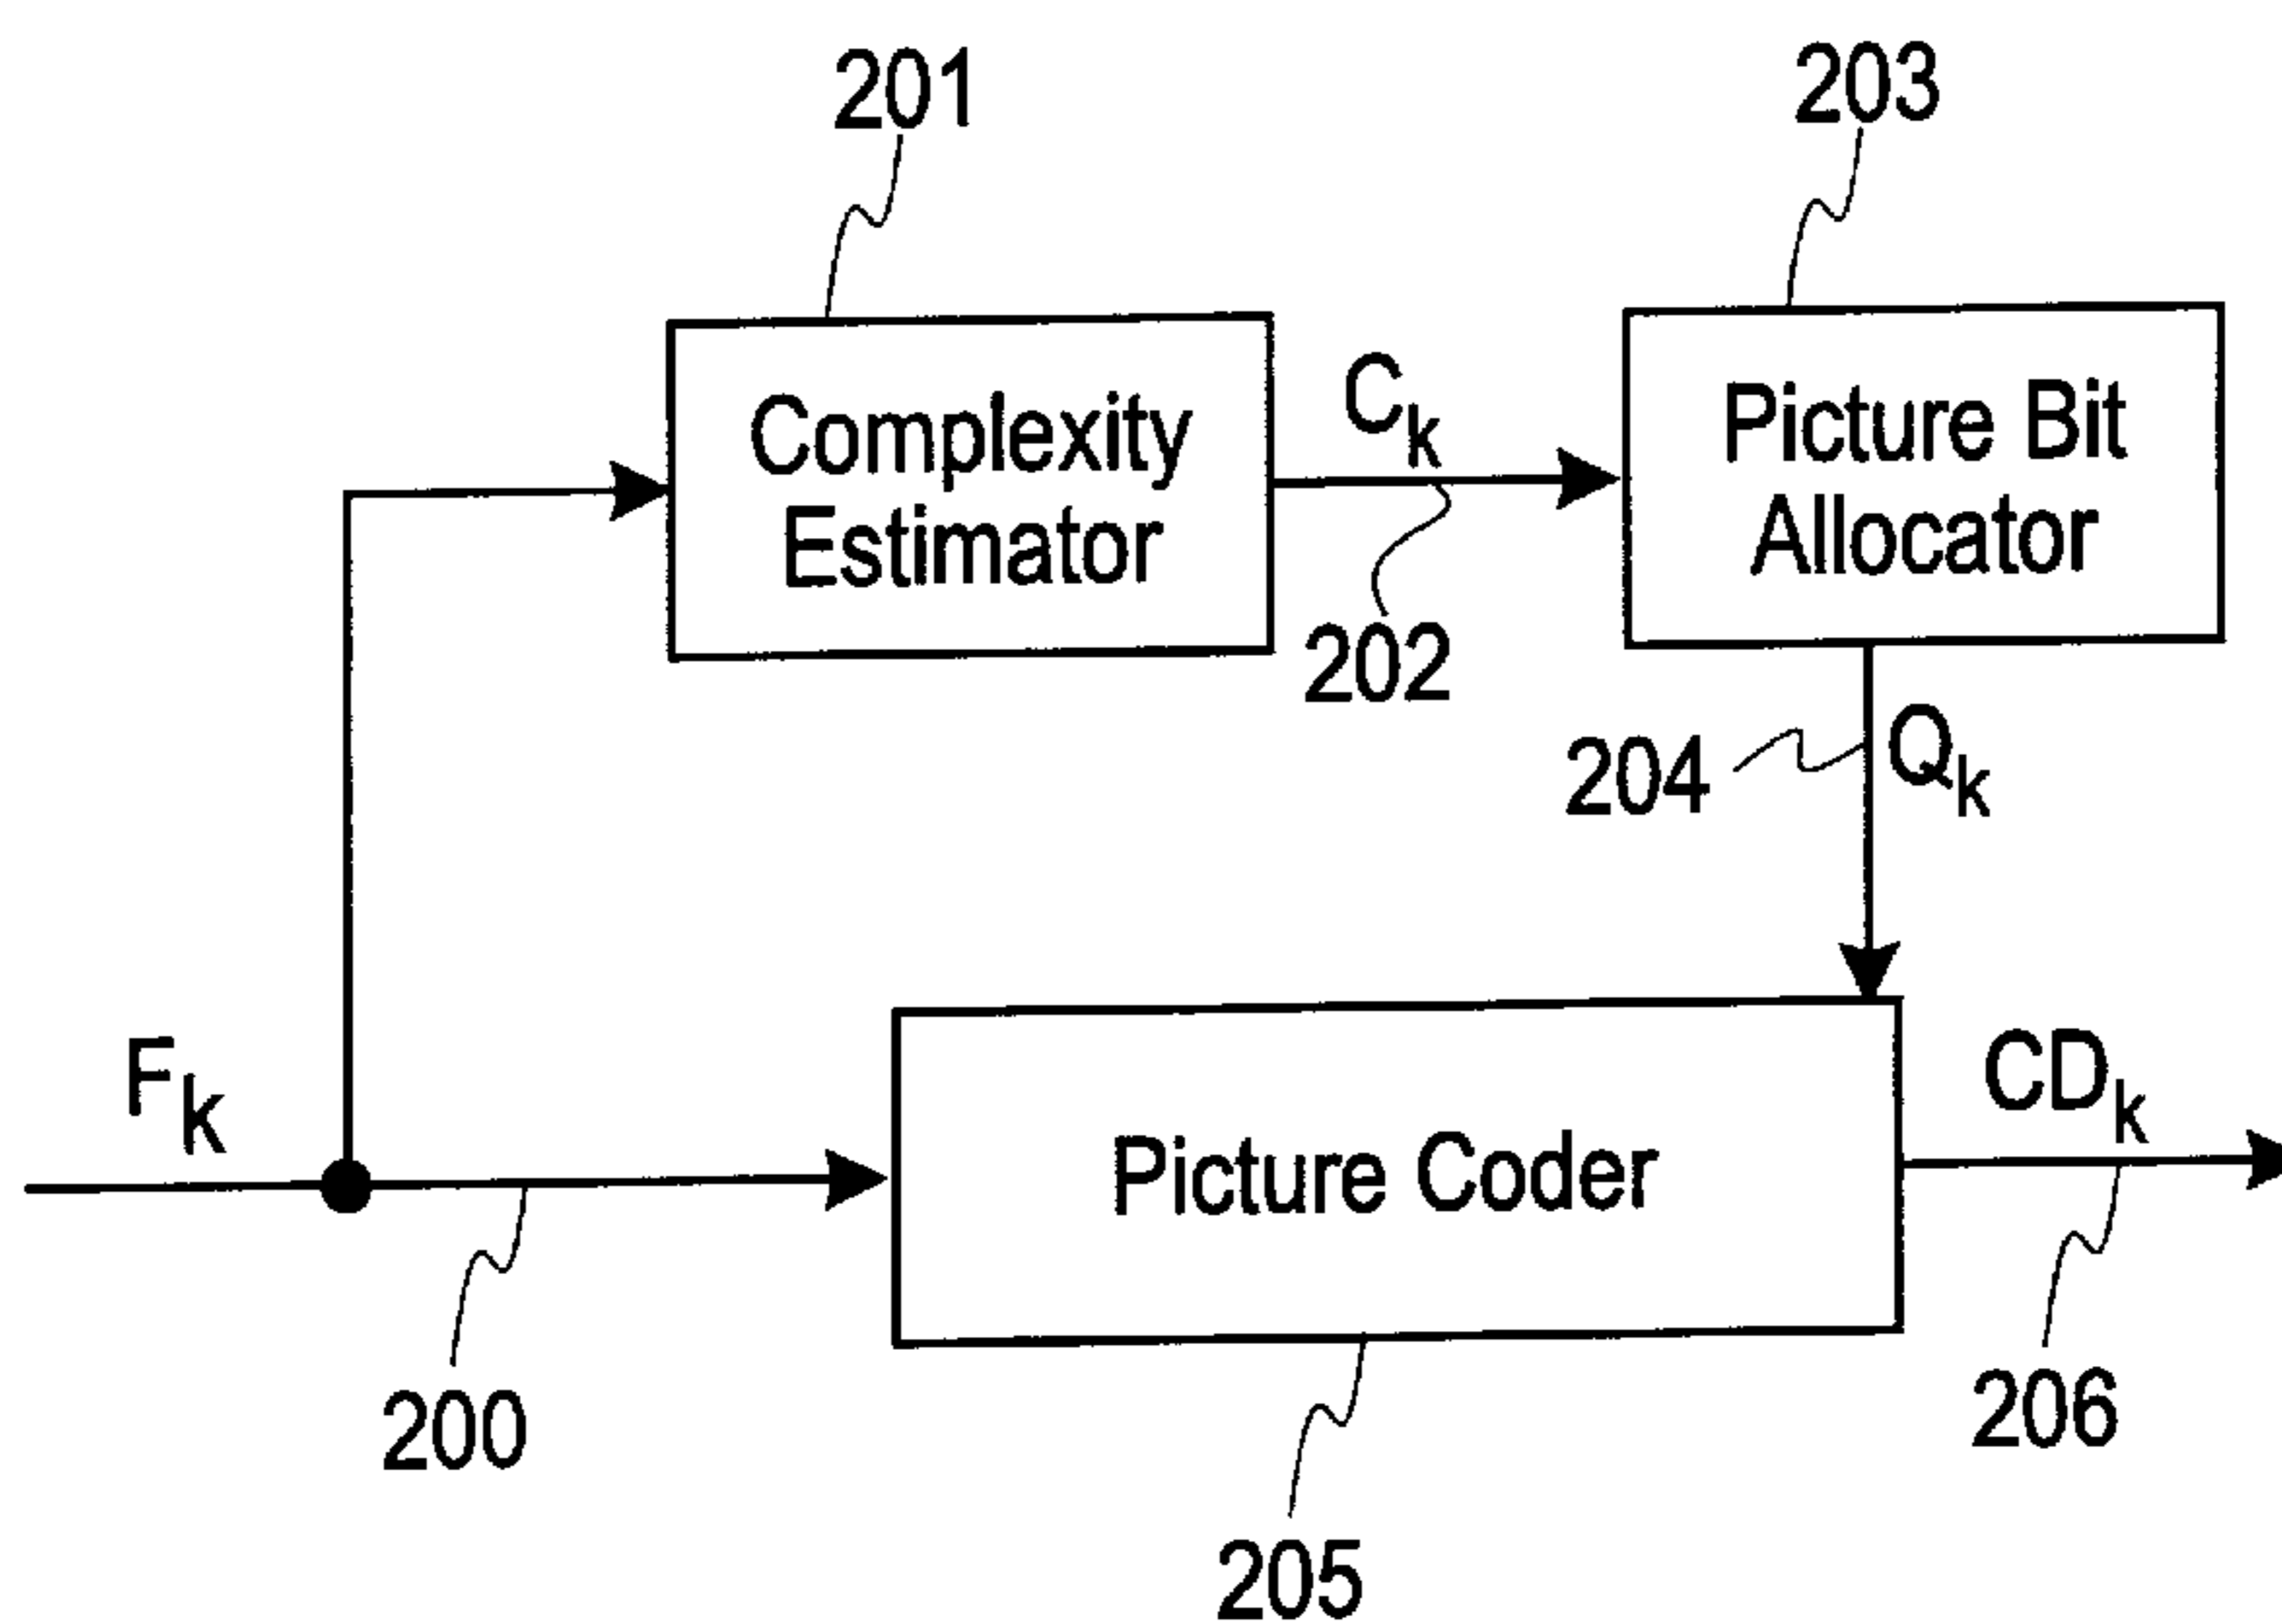 201
203
Complexity
Estimator
C_k
Picture Bit
Allocator
202
204
Q_k
F_k
Picture Coder
CD_k
200
206
205